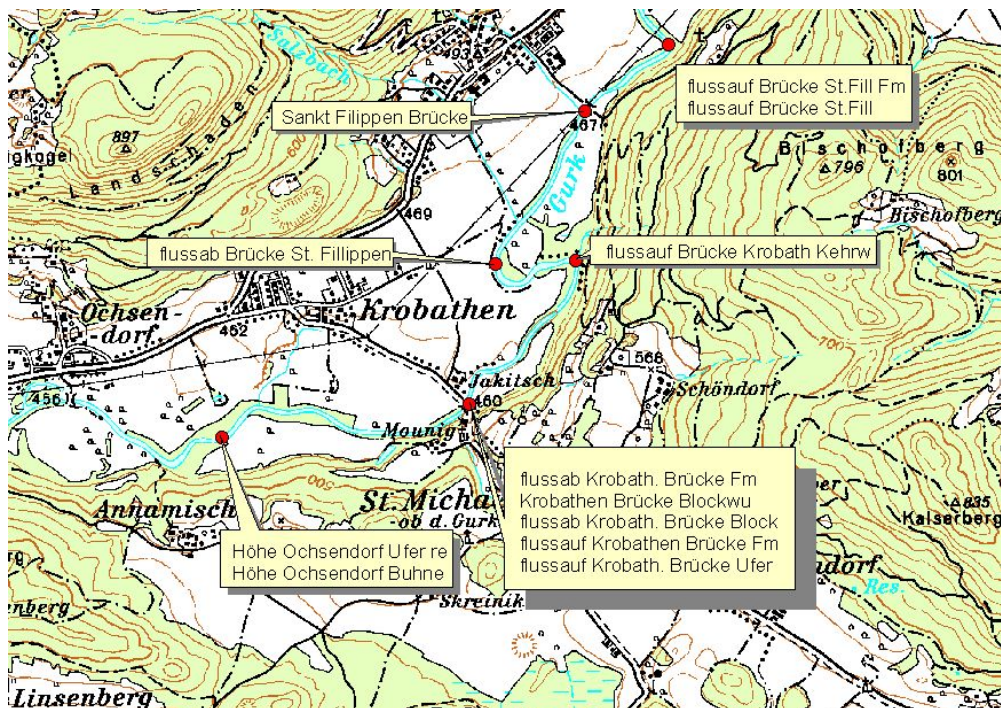 493
Salzbach
flussauf Brücke St.Fill Fm
flussauf Brücke St.Fill
Sankt Filippen Brücke
467
897
600
Landschaden
Bischofberg
796
801
Gurk
469
Bischofberg
flussab Brücke St. Fillippen
flussauf Brücke Krobath Kehrw
Ochsen-
dorf
Krobathen
452
700
568
Jakitsch
Schöndorf
456
460
Mounig
500
St. Micha
ob d. Gurk
Annamisch
flussab Krobath. Brücke Fm
Krobathen Brücke Blockwu
flussab Krobath. Brücke Block
flussauf Krobathen Brücke Fm
flussauf Krobath. Brücke Ufer
835
Kalserberg
Höhe Ochsendorf Ufer re
Höhe Ochsendorf Buhne
Res.
Skreinik
Linsenberg